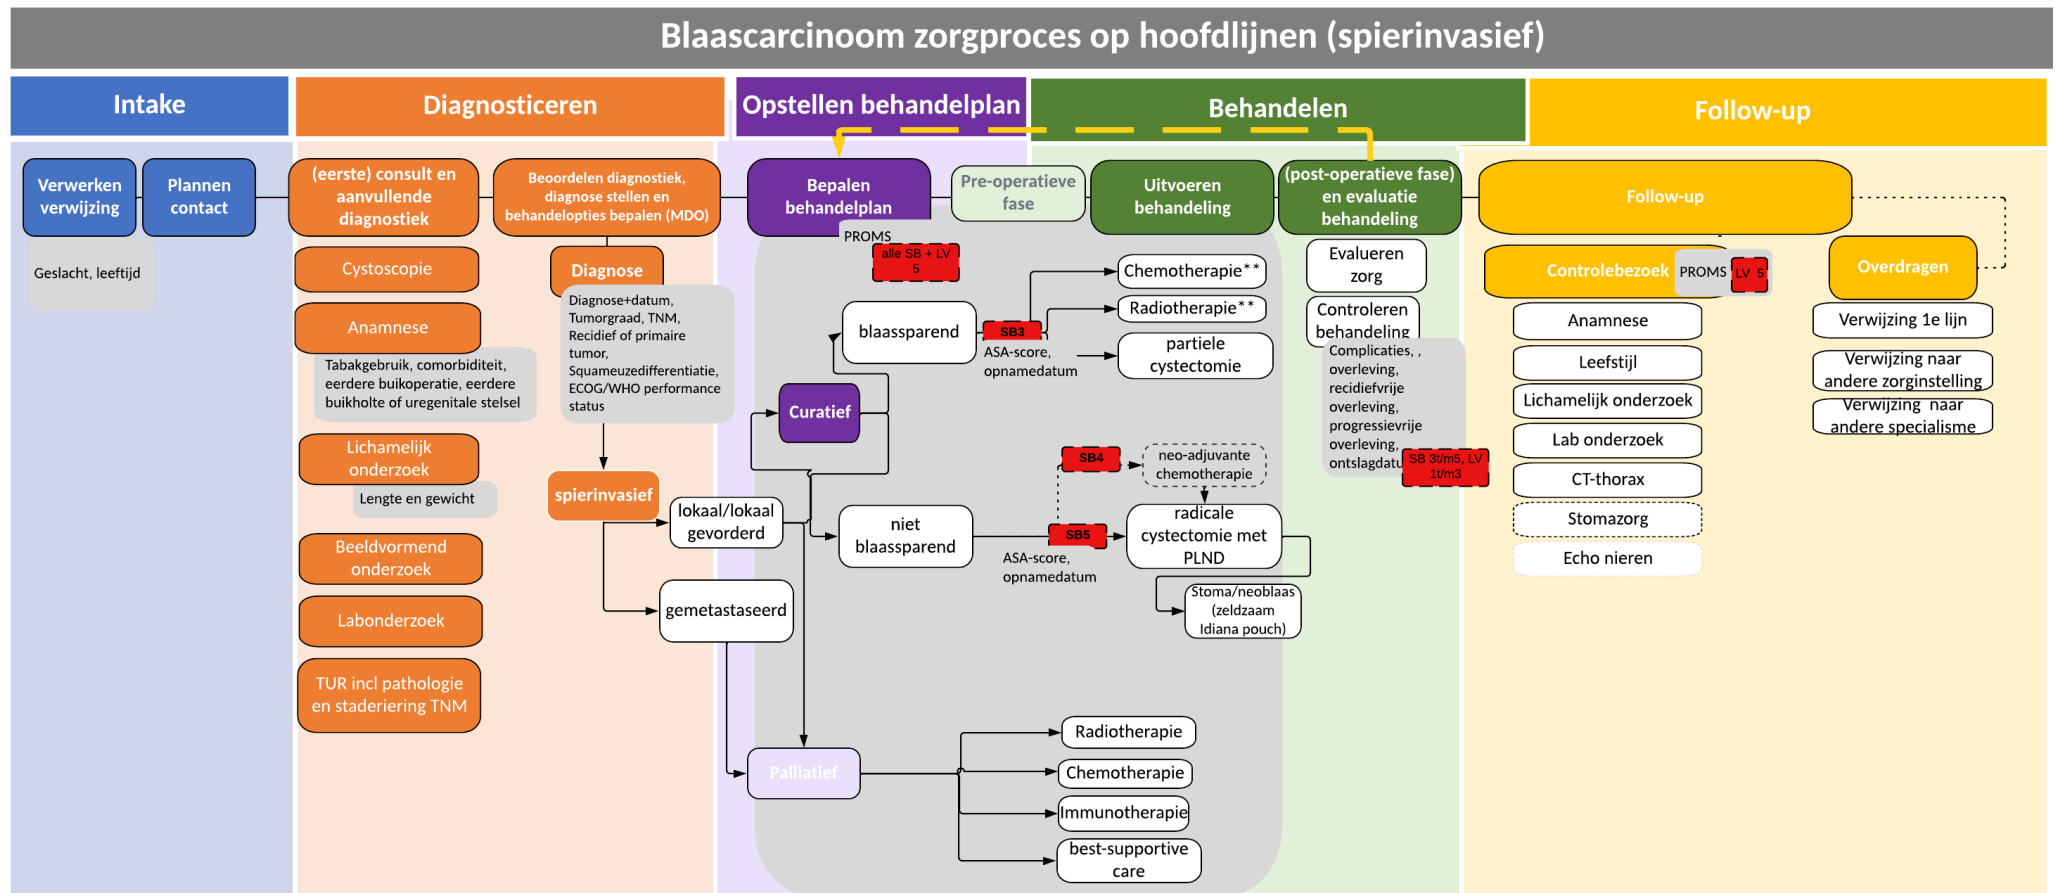 Blaascarcinoom zorgproces op hoofdlijnen (spierinvasief)
Intake
Diagnosticeren
Opstellen behandelplan
Behandelen
Follow-up
Verwerken
verwijzing
Plannen
contact
Geslacht, leeftijd
(eerste) consult en
aanvullende
diagnostiek
Cystoscopie
Anamnese
Tabakgebruik, comorbiditeit,
eerdere buikoperatie, eerdere
buikholte of uregenitale stelsel
Lichamelijk
onderzoek
Lengte en gewicht
Beeldvormend
onderzoek
Labonderzoek
TUR incl pathologie
en staderiering TNM
Beoordelen diagnostiek,
diagnose stellen en
behandelopties bepalen (MDO)
Diagnose
Diagnose+datum,
Tumorgraad, TNM,
Recidief of primaire
tumor,
Squameuzedifferentiatie,
ECOG/WHO performance
status
spierinvasief
lokaal/lokaal
gevorderd
gemetastaseerd
Bepalen
behandelplan
PROMS
alle SB + LV
5
Curatief
blaassparend
SB3
ASA-score,
opnamedatum
niet
blaassparend
SB4
SB5
ASA-score,
opnamedatum
Palliatief
Pre-operatieve
fase
Uitvoeren
behandeling
Chemotherapie**
Radiotherapie**
partiele
cystectomie
neo-adjuvante
chemotherapie
radicale
cystectomie met
PLND
Stoma/neoblaas
(zeldzaam
Idiana pouch)
Radiotherapie
Chemotherapie
Immunotherapie
best-supportive
care
(post-operatieve fase)
en evaluatie
behandeling
Evalueren
zorg
Controleren
behandeling
Complicaties, ,
overleving,
recidiefvrije
overleving,
progressievrije
overleving,
ontslagdatu
SB 3t/m5, LV
1t/m3
Follow-up
Controlebezoek
PROMS
LV 5
Anamnese
Leefstijl
Lichamelijk onderzoek
Lab onderzoek
CT-thorax
Stomazorg
Echo nieren
Overdragen
Verwijzing 1e lijn
Verwijzing naar
andere zorginstelling
Verwijzing naar
andere specialisme